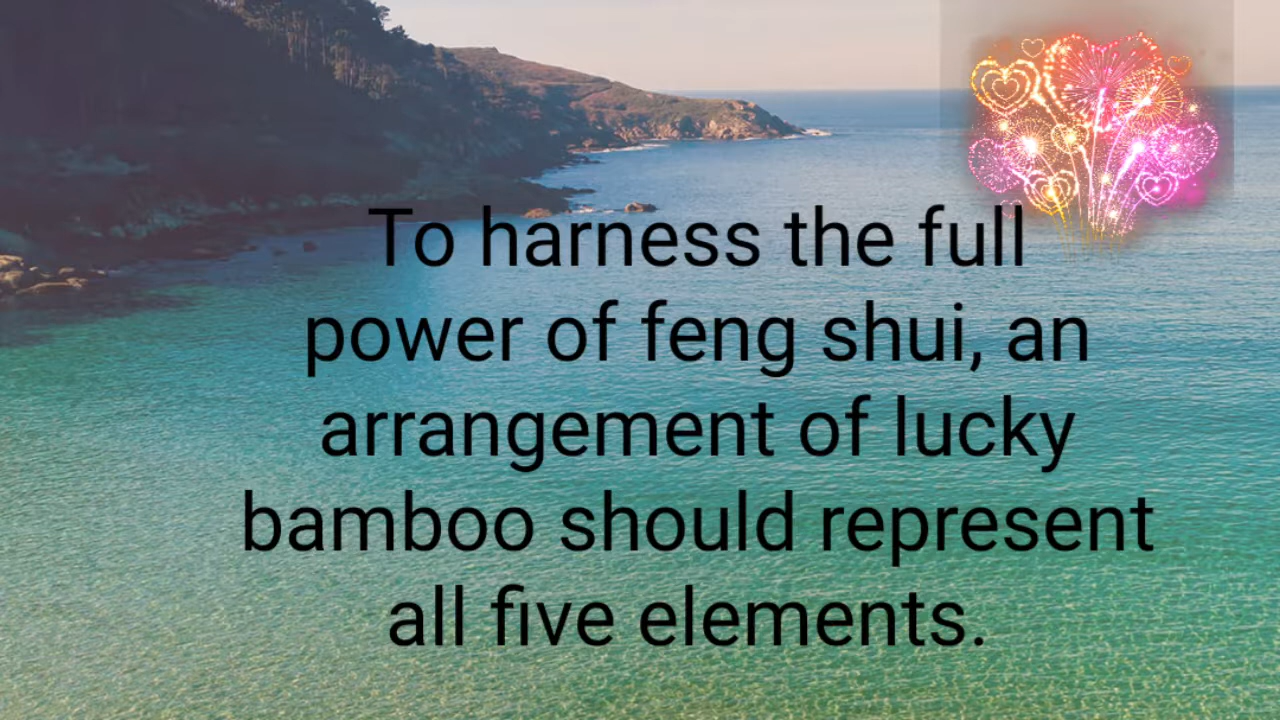 To harness the full
power of feng shui, an
arrangement of lucky
bamboo should represent
all five elements.